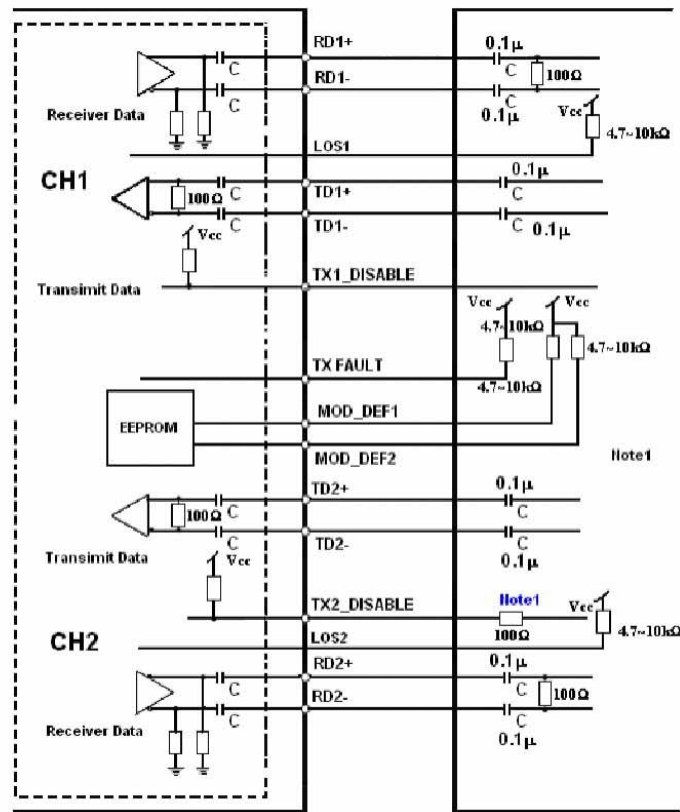 RD1+
0.1μ
C
C
100Ω
RD1-
C
C
0.1μ
Vcc
Receiver Data
4.7~10kΩ
LOS1
CH1
TD1+
0.1μ
100Ω
C
C
C
TD1-
C
0.1μ
Vcc
TX1_DISABLE
Transimit Data
Vcc
Vcc
4.7~10kΩ
4.7~10kΩ
TX FAULT
4.7~10kΩ
EEPROM
MOD_DEF1
MOD_DEF2
Note1
TD2+
0.1μ
C
C
100Ω
C
TD2-
C
0.1μ
Transimit Data
Vcc
TX2_DISABLE
Note1
Vcc
100Ω
4.7~10kΩ
CH2
LOS2
RD2+
0.1μ
C
C
100Ω
RD2-
C
C
0.1μ
Receiver Data